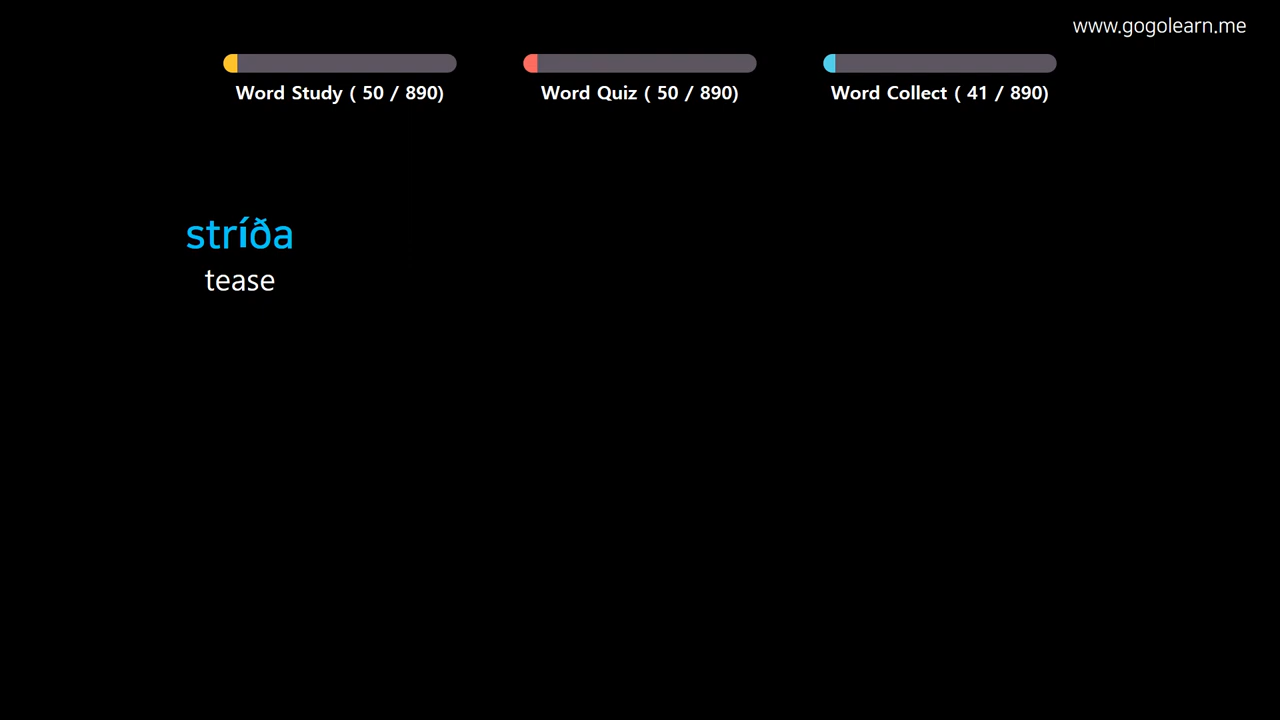 www.gogolearn.me
Word Study ( 50 / 890)
Word Quiz ( 50 / 890)
Word Collect ( 41 / 890)
stríða
tease